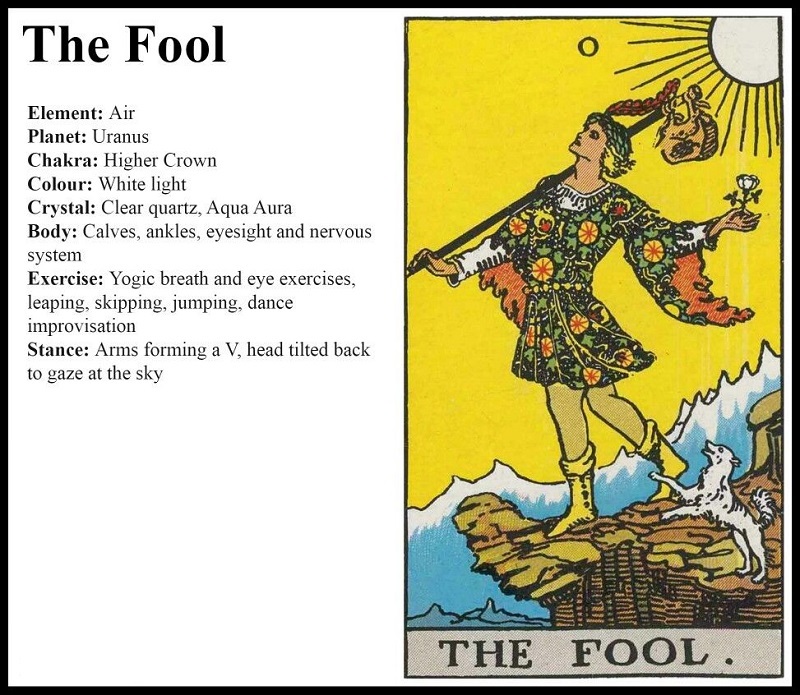 The Fool
Element: Air
Planet: Uranus
Chakra: Higher Crown
Colour: White light
Crystal: Clear quartz, Aqua Aura
Body: Calves, ankles, eyesight and nervous
system
Exercise: Yogic breath and eye exercises,
leaping, skipping, jumping, dance
improvisation
Stance: Arms forming a V, head tilted back
to gaze at the sky
0
THE FOOL.